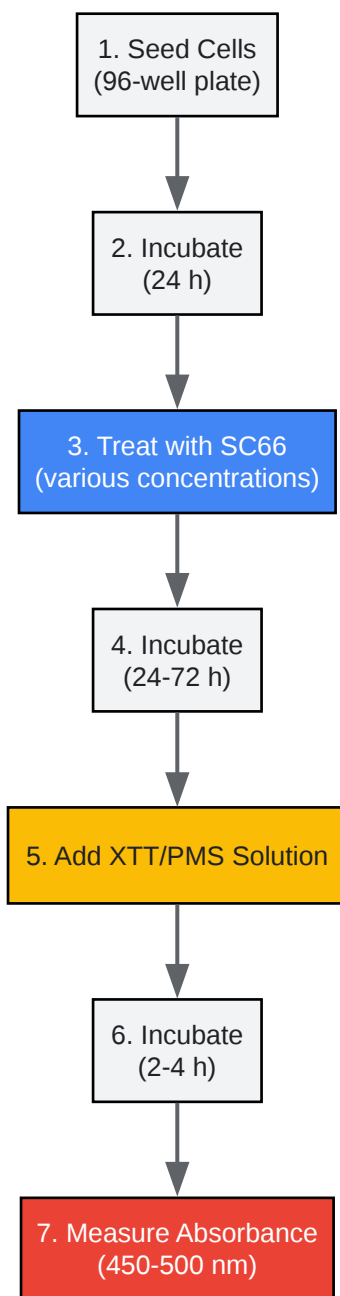 1. Seed Cells
(96-well plate)
2. Incubate
(24 h)
3. Treat with SC66
(various concentrations)
4. Incubate
(24-72 h)
5. Add XTT/PMS Solution
6. Incubate
(2-4 h)
7. Measure Absorbance
(450-500 nm)